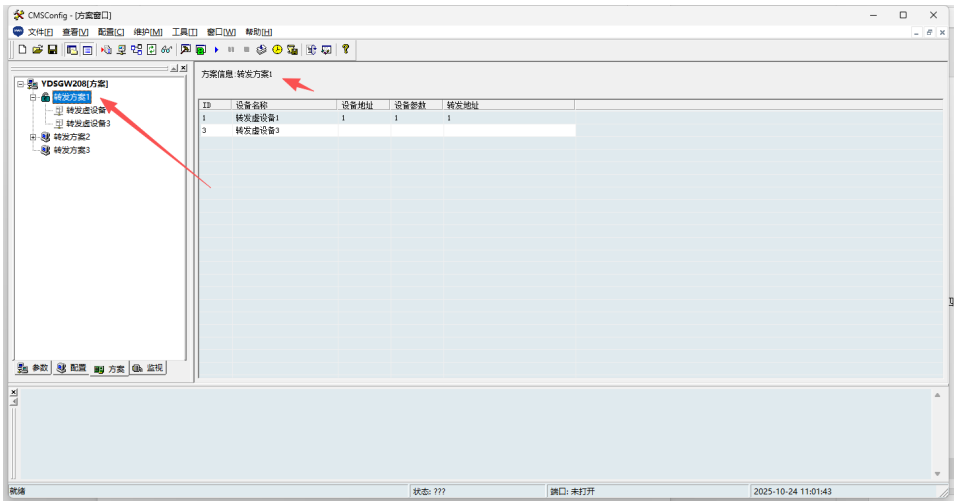 CMSConfig - [方案窗口]
文件[F] 查看[V] 配置[C] 维护[M] 工具[T] 窗口[W] 帮助[H]
YDSGW208[方案]
转发方案1
转发虚设备
转发虚设备3
转发方案2
转发方案3
方案信息:转发方案1
ID 设备名称 设备地址 设备参数 转发地址
1 转发虚设备1 1 1 1
3 转发虚设备3
参数 配置 方案 监视
就绪 状态: ??? 端口: 未打开 2025-10-24 11:01:43